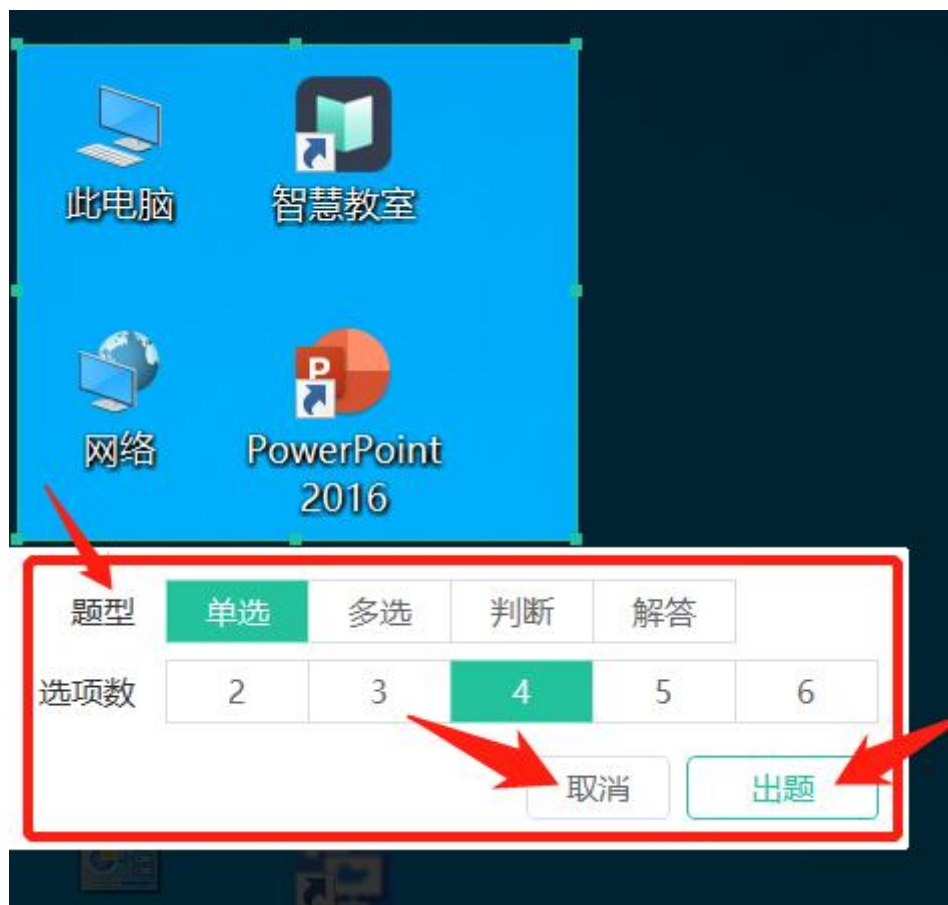 此电脑
智慧教室
网络
PowerPoint
2016
题型 单选 多选 判断 解答
选项数 2 3 4 5 6
取消 出题